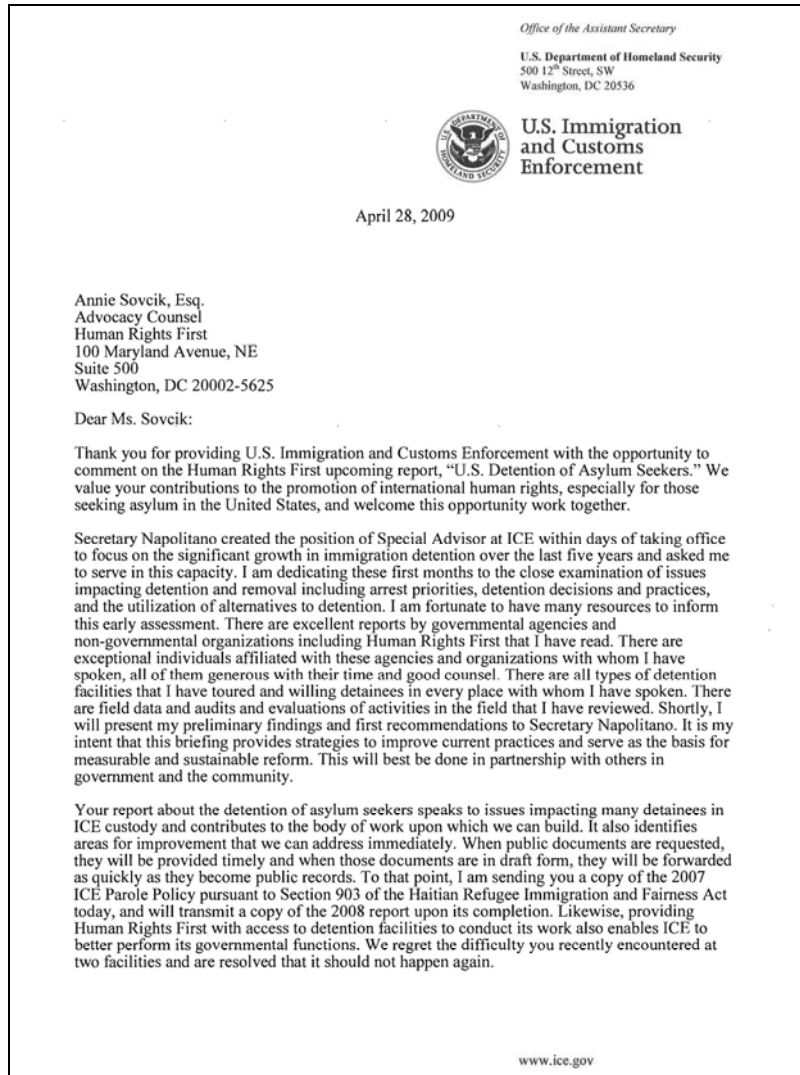 Office of the Assistant Secretary
U.S. Department of Homeland Security
500 12th Street, SW
Washington, DC 20536
U.S. DEPARTMENT OF HOMELAND SECURITY
U.S. Immigration
and Customs
Enforcement
April 28, 2009
Annie Sovcik, Esq.
Advocacy Counsel
Human Rights First
100 Maryland Avenue, NE
Suite 500
Washington, DC 20002-5625
Dear Ms. Sovcik:
Thank you for providing U.S. Immigration and Customs Enforcement with the opportunity to
comment on the Human Rights First upcoming report, “U.S. Detention of Asylum Seekers.” We
value your contributions to the promotion of international human rights, especially for those
seeking asylum in the United States, and welcome this opportunity work together.
Secretary Napolitano created the position of Special Advisor at ICE within days of taking office
to focus on the significant growth in immigration detention over the last five years and asked me
to serve in this capacity. I am dedicating these first months to the close examination of issues
impacting detention and removal including arrest priorities, detention decisions and practices,
and the utilization of alternatives to detention. I am fortunate to have many resources to inform
this early assessment. There are excellent reports by governmental agencies and
non-governmental organizations including Human Rights First that I have read. There are
exceptional individuals affiliated with these agencies and organizations with whom I have
spoken, all of them generous with their time and good counsel. There are all types of detention
facilities that I have toured and willing detainees in every place with whom I have spoken. There
are field data and audits and evaluations of activities in the field that I have reviewed. Shortly, I
will present my preliminary findings and first recommendations to Secretary Napolitano. It is my
intent that this briefing provides strategies to improve current practices and serve as the basis for
measurable and sustainable reform. This will best be done in partnership with others in
government and the community.
Your report about the detention of asylum seekers speaks to issues impacting many detainees in
ICE custody and contributes to the body of work upon which we can build. It also identifies
areas for improvement that we can address immediately. When public documents are requested,
they will be provided timely and when those documents are in draft form, they will be forwarded
as quickly as they become public records. To that point, I am sending you a copy of the 2007
ICE Parole Policy pursuant to Section 903 of the Haitian Refugee Immigration and Fairness Act
today, and will transmit a copy of the 2008 report upon its completion. Likewise, providing
Human Rights First with access to detention facilities to conduct its work also enables ICE to
better perform its governmental functions. We regret the difficulty you recently encountered at
two facilities and are resolved that it should not happen again.
www.ice.gov